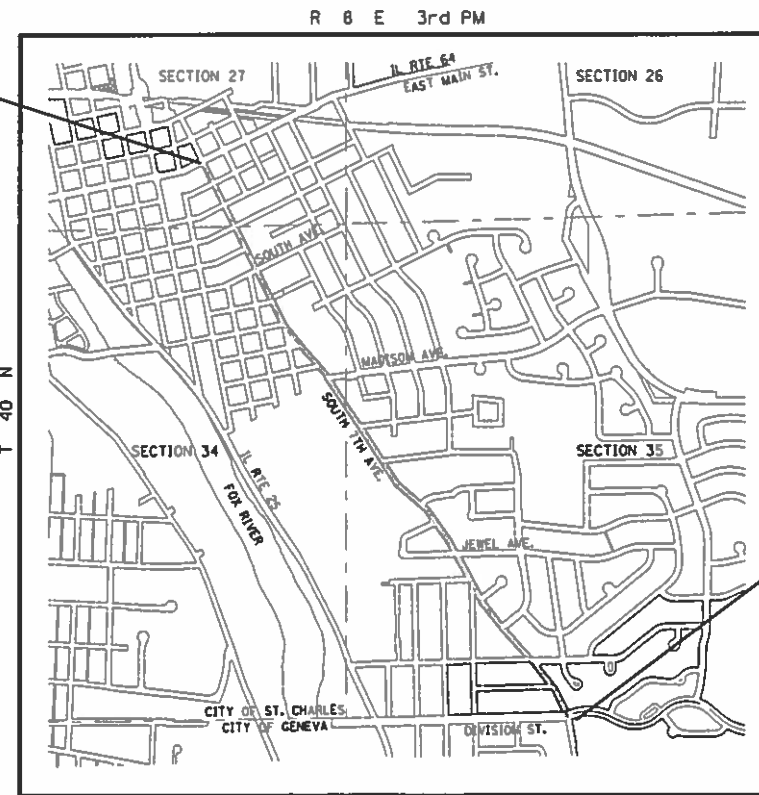 R 8 E 3rd PM
SECTION 27
IL RTE 64
EAST MAIN ST.
SECTION 26
SOUTH AVE.
T 40 N
MADISON AVE.
SOUTH 7TH AVE.
SECTION 34
IL RTE 25
FOX RIVER
SECTION 35
JEWEL AVE.
CITY OF ST. CHARLES
CITY OF GENEVA
DIVISION ST.